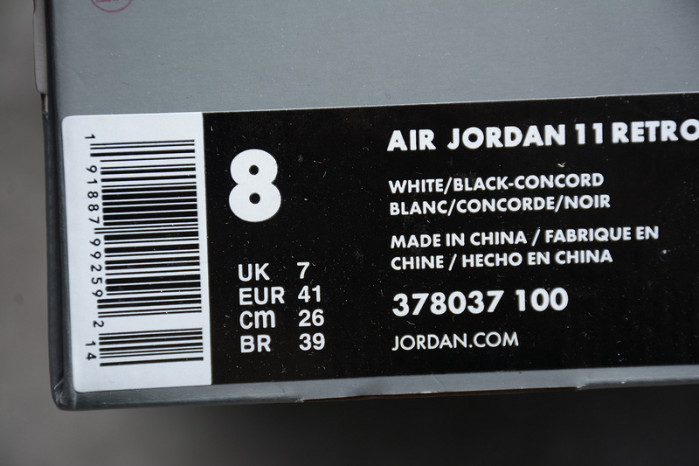 1 91887 99259 2 14
8
UK 7
EUR 41
cm 26
BR 39
AIR JORDAN 11 RETRO
WHITE/BLACK-CONCORD
BLANC/CONCORDE/NOIR
MADE IN CHINA / FABRIQUE EN
CHINE / HECHO EN CHINA
378037 100
JORDAN.COM